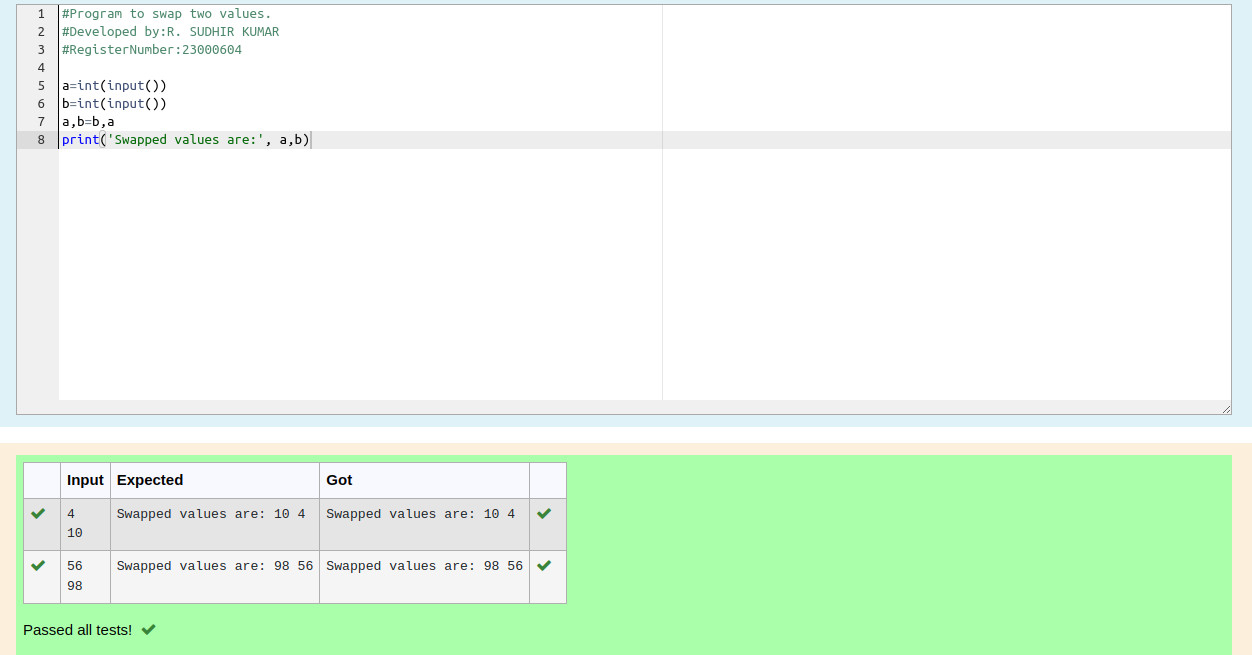 1 #Program to swap two values.
2 #Developed by:R. SUDHIR KUMAR
3 #RegisterNumber:23000604
4
5 a=int(input())
6 b=int(input())
7 a,b=b,a
8 print('Swapped values are:', a,b)
Input Expected Got
4 Swapped values are: 10 4 Swapped values are: 10 4
10
56 Swapped values are: 98 56 Swapped values are: 98 56
98
Passed all tests!